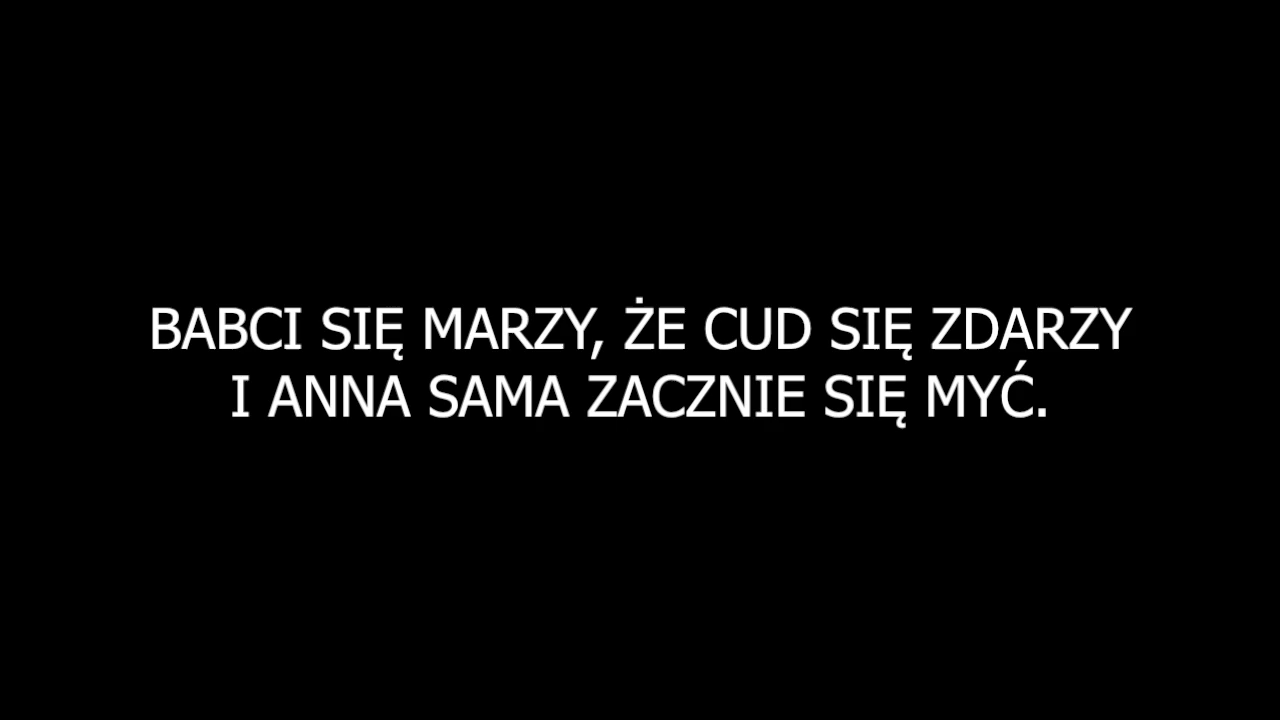 BABCI SIĘ MARZY, ŻE CUD SIĘ ZDARZY
I ANNA SAMA ZACZNIE SIĘ MYĆ.